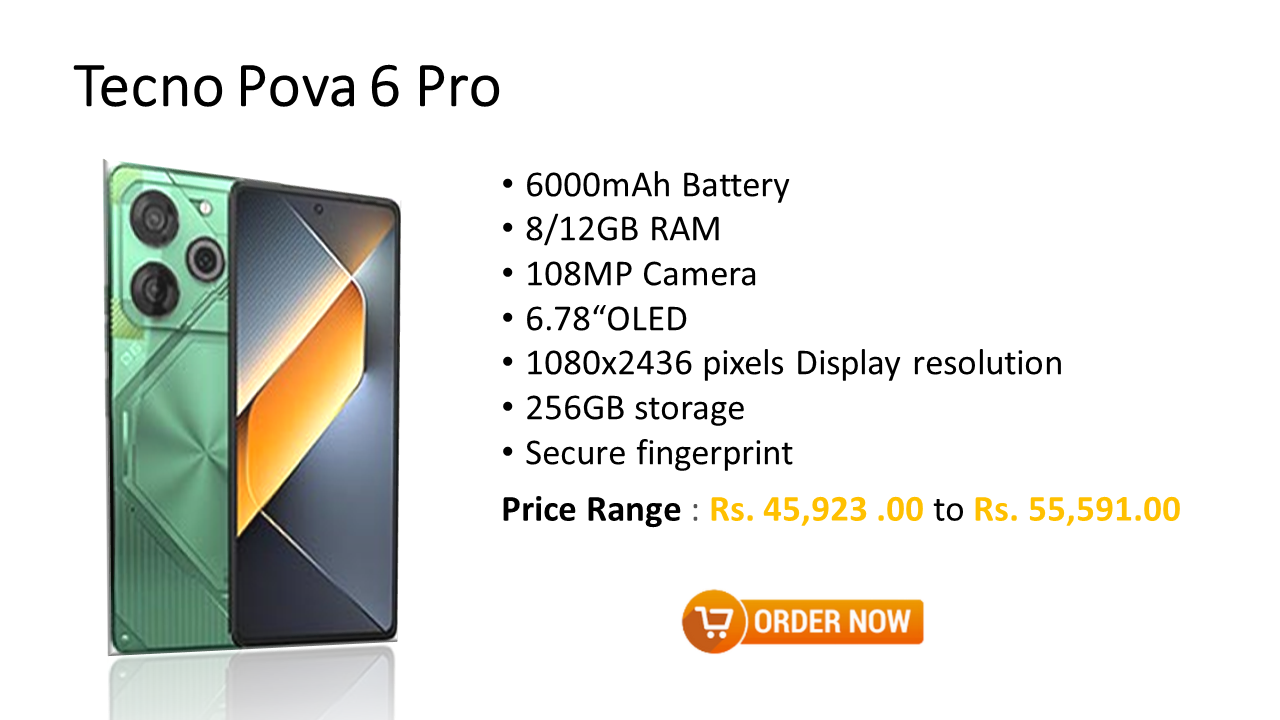 Tecno Pova 6 Pro
• 6000mAh Battery
• 8/12GB RAM
• 108MP Camera
• 6.78“OLED
• 1080x2436 pixels Display resolution
• 256GB storage
• Secure fingerprint
Price Range : Rs. 45,923 .00 to Rs. 55,591.00
ORDER NOW